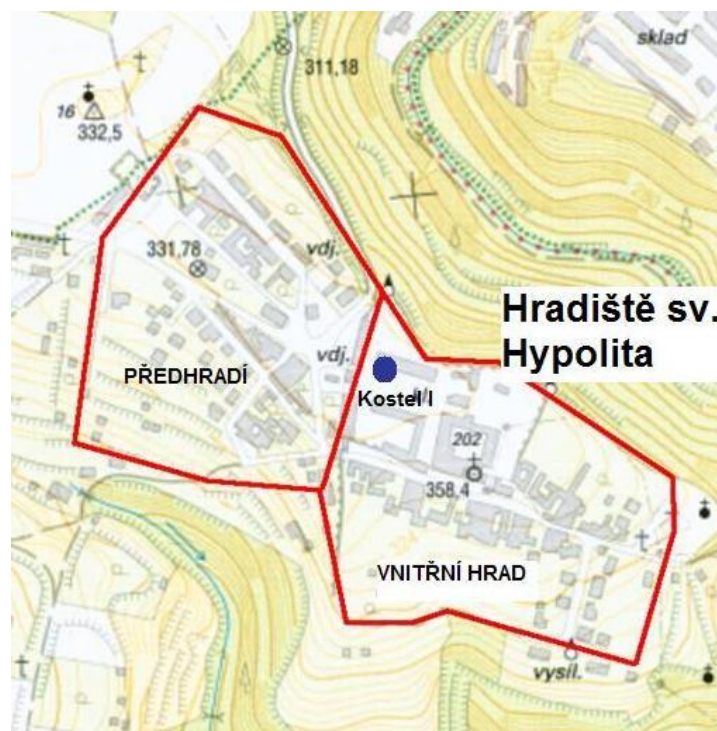 sklad
311,18
16
332,5
331.78
vdj.
Hradiště sv.
Hypolita
vdj.
PŘEDHRADÍ
Kostel I
202
358.4
VNITŘNÍ HRAD
vysíl.